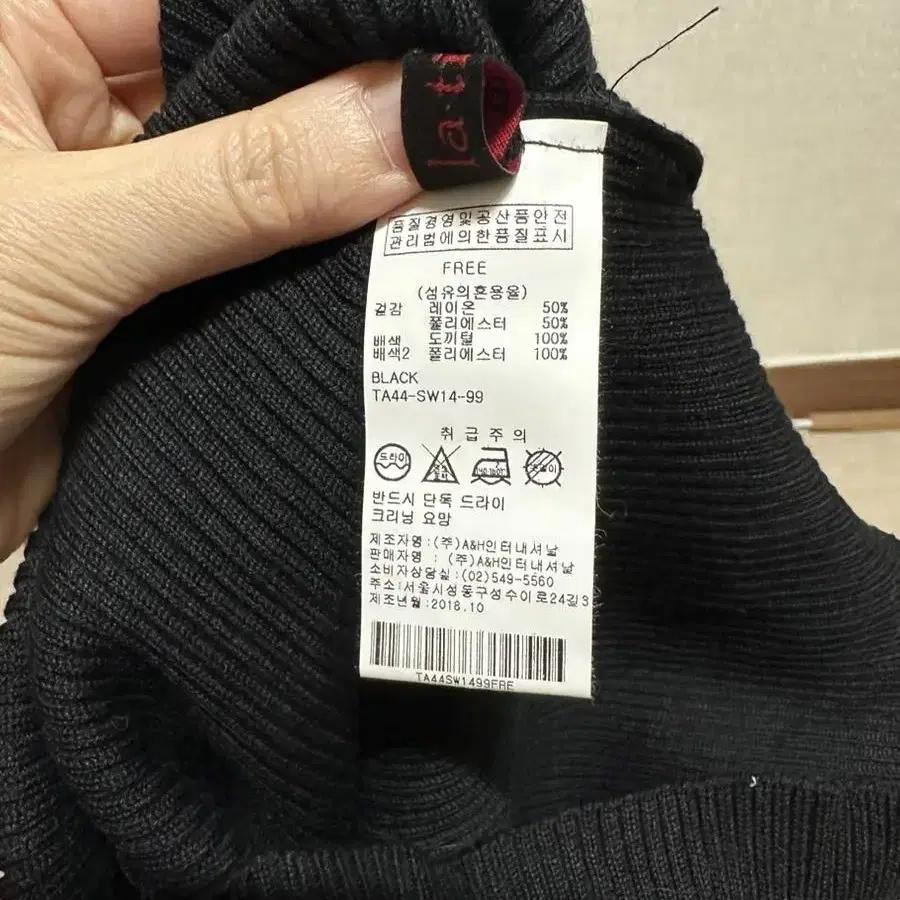 la·ti
품질경영및공산품안전
관리법에의한품질표시
FREE
(섬유의혼용율)
겉감 레이온 50%
폴리에스터 50%
배색 토끼털 100%
배색2 폴리에스터 100%
BLACK
TA44-SW14-99
취급주의
드라이
반드시 단독 드라이
크리닝 요망
제조자명:(주)A&H인터내셔날
판매자명 : (주)A&H인터내셔날
소비자상담실:(02)549-5560
주소:서울시성동구성수이로24길3
제조년월:2018.10
TA44SW1499FRE